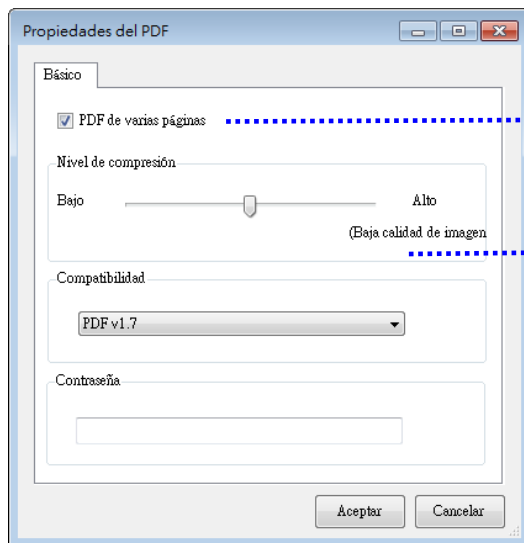 Propiedades del PDF
Básico
PDF de varias páginas
Nivel de compresión
Bajo
Alto
(Baja calidad de imagen
Compatibilidad
PDF v1.7
Contraseña
Aceptar
Cancelar